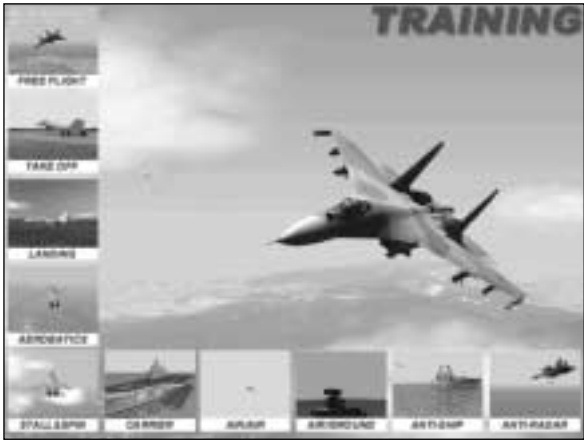 TRAINING
FREE FLIGHT
TAKE OFF
LANDING
AEROBATICS
STALL&SPIN
CARRIER
AIR/AIR
AIR/GROUND
ANTI-SHIP
ANTI-RADAR